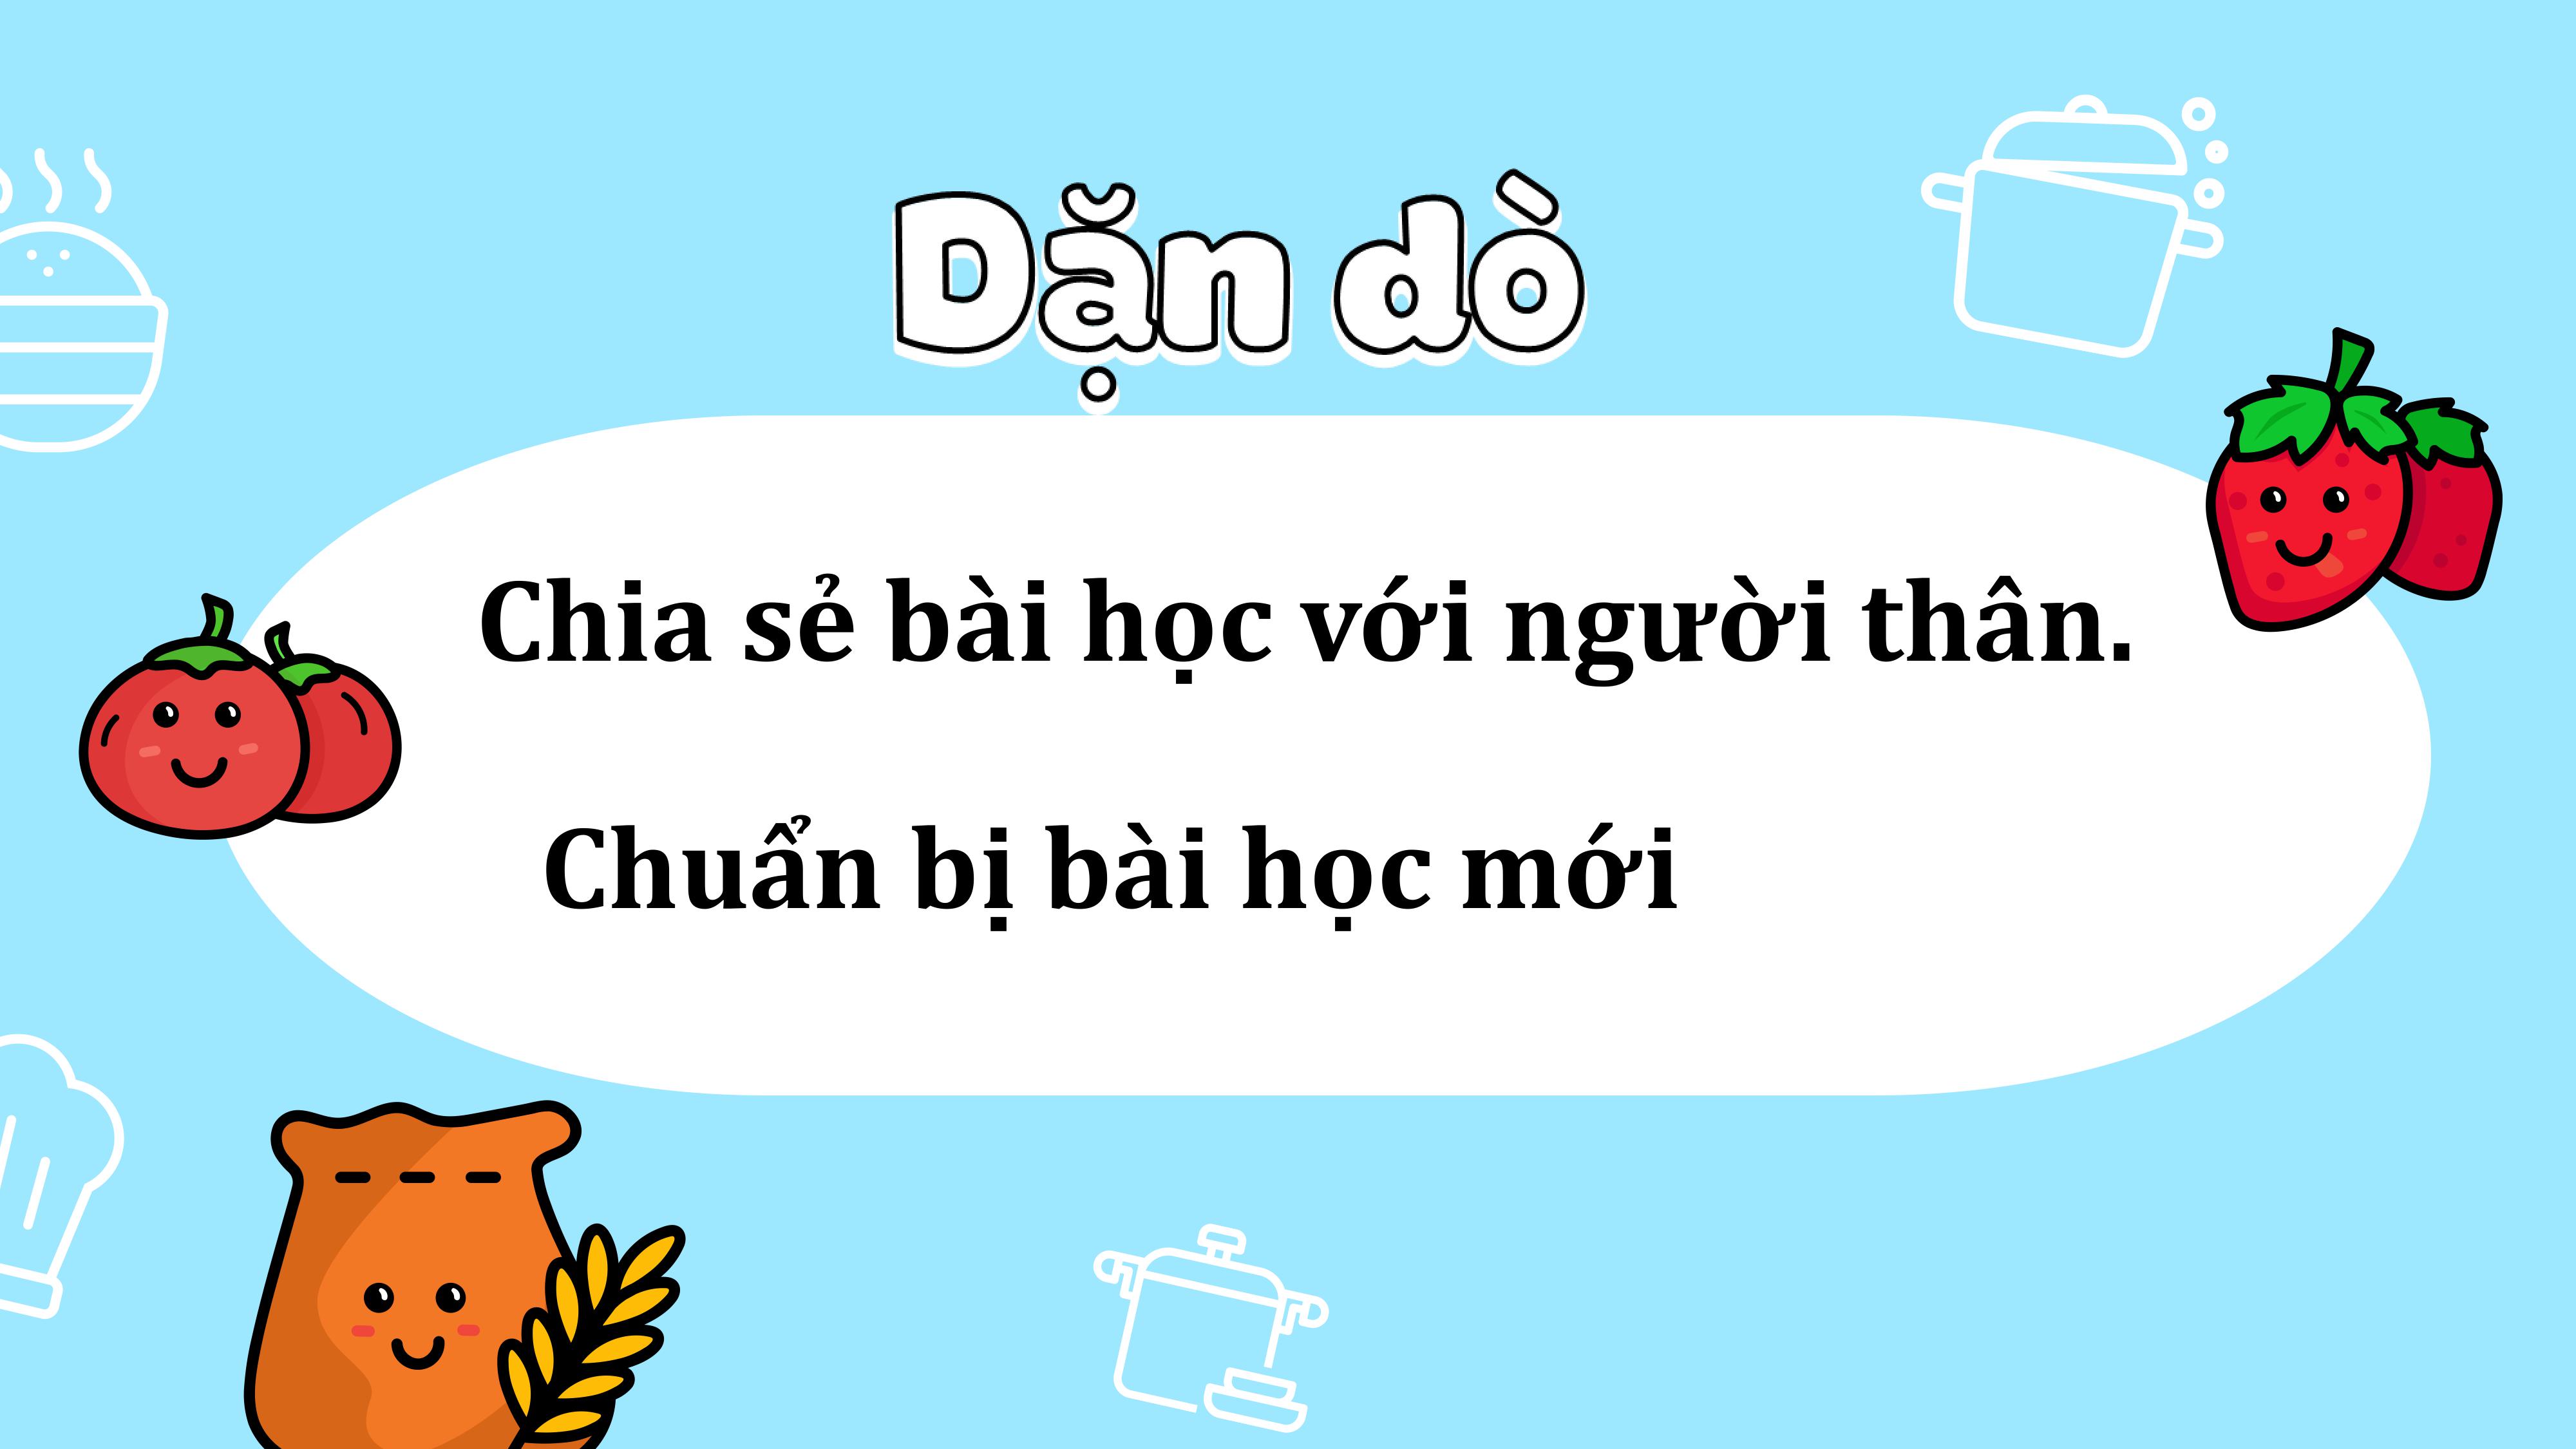 Dặn dò
Chia sẻ bài học với người thân.
Chuẩn bị bài học mới